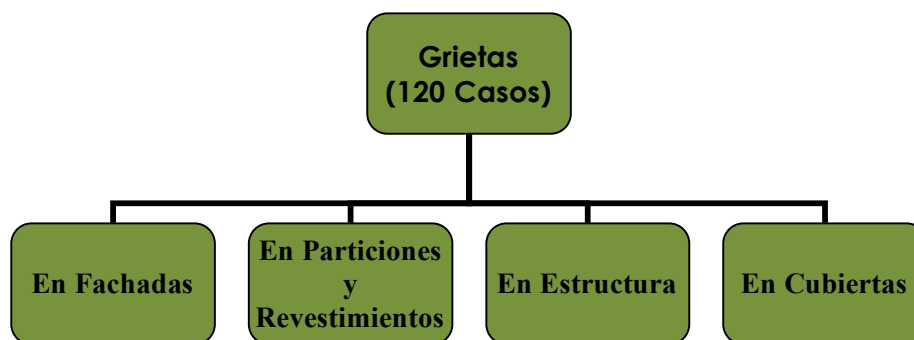 Grietas
(120 Casos)
En Fachadas
En Particiones
y
Revestimientos
En Estructura
En Cubiertas